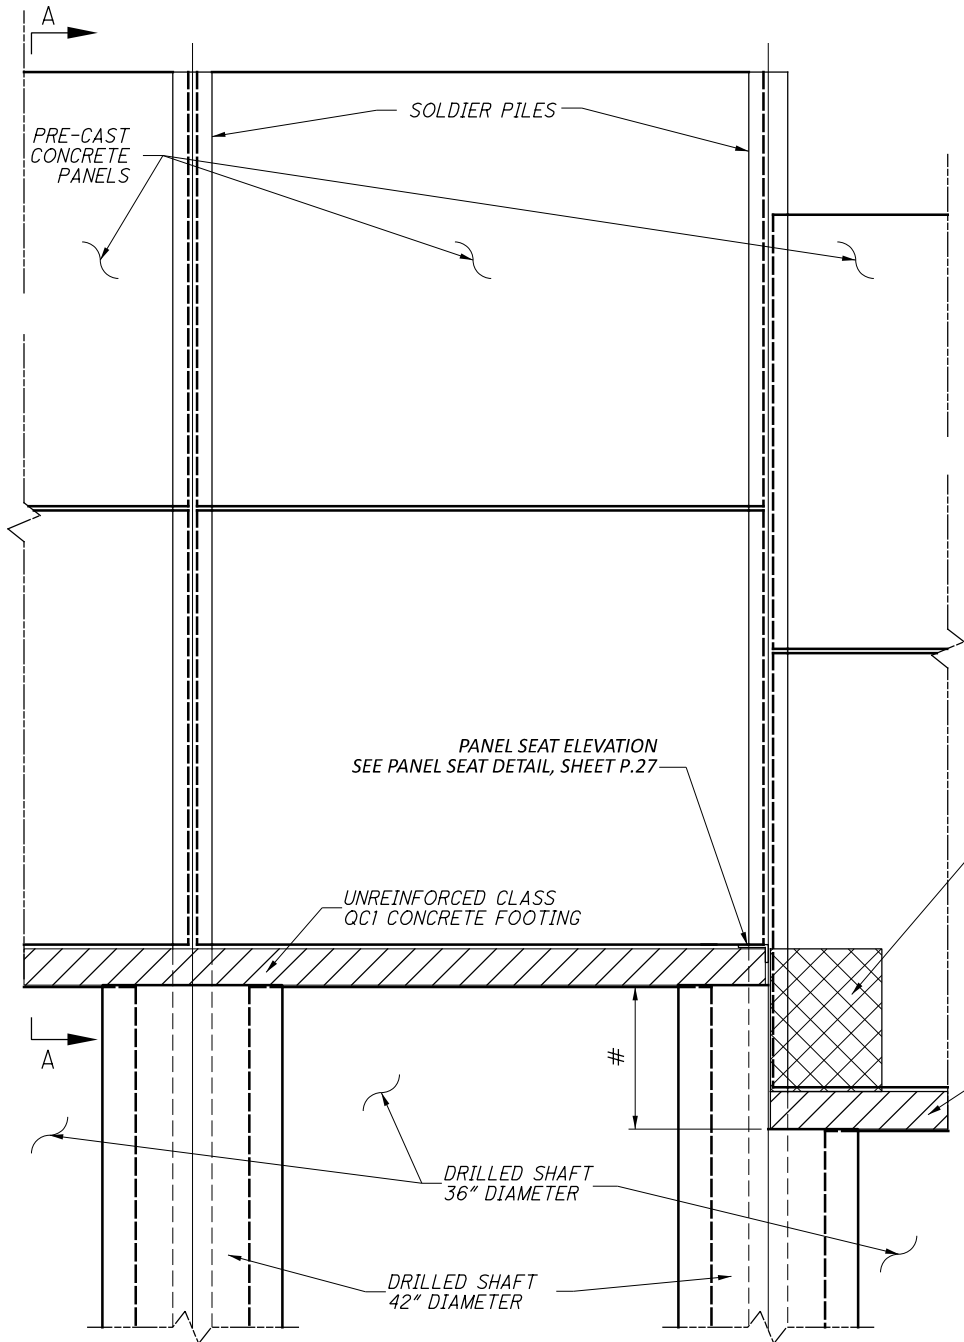 A
SOLDIER PILES
PRE-CAST
CONCRETE
PANELS
PANEL SEAT ELEVATION
SEE PANEL SEAT DETAIL, SHEET P.27
UNREINFORCED CLASS
QC1 CONCRETE FOOTING
A
#
DRILLED SHAFT
36" DIAMETER
DRILLED SHAFT
42" DIAMETER